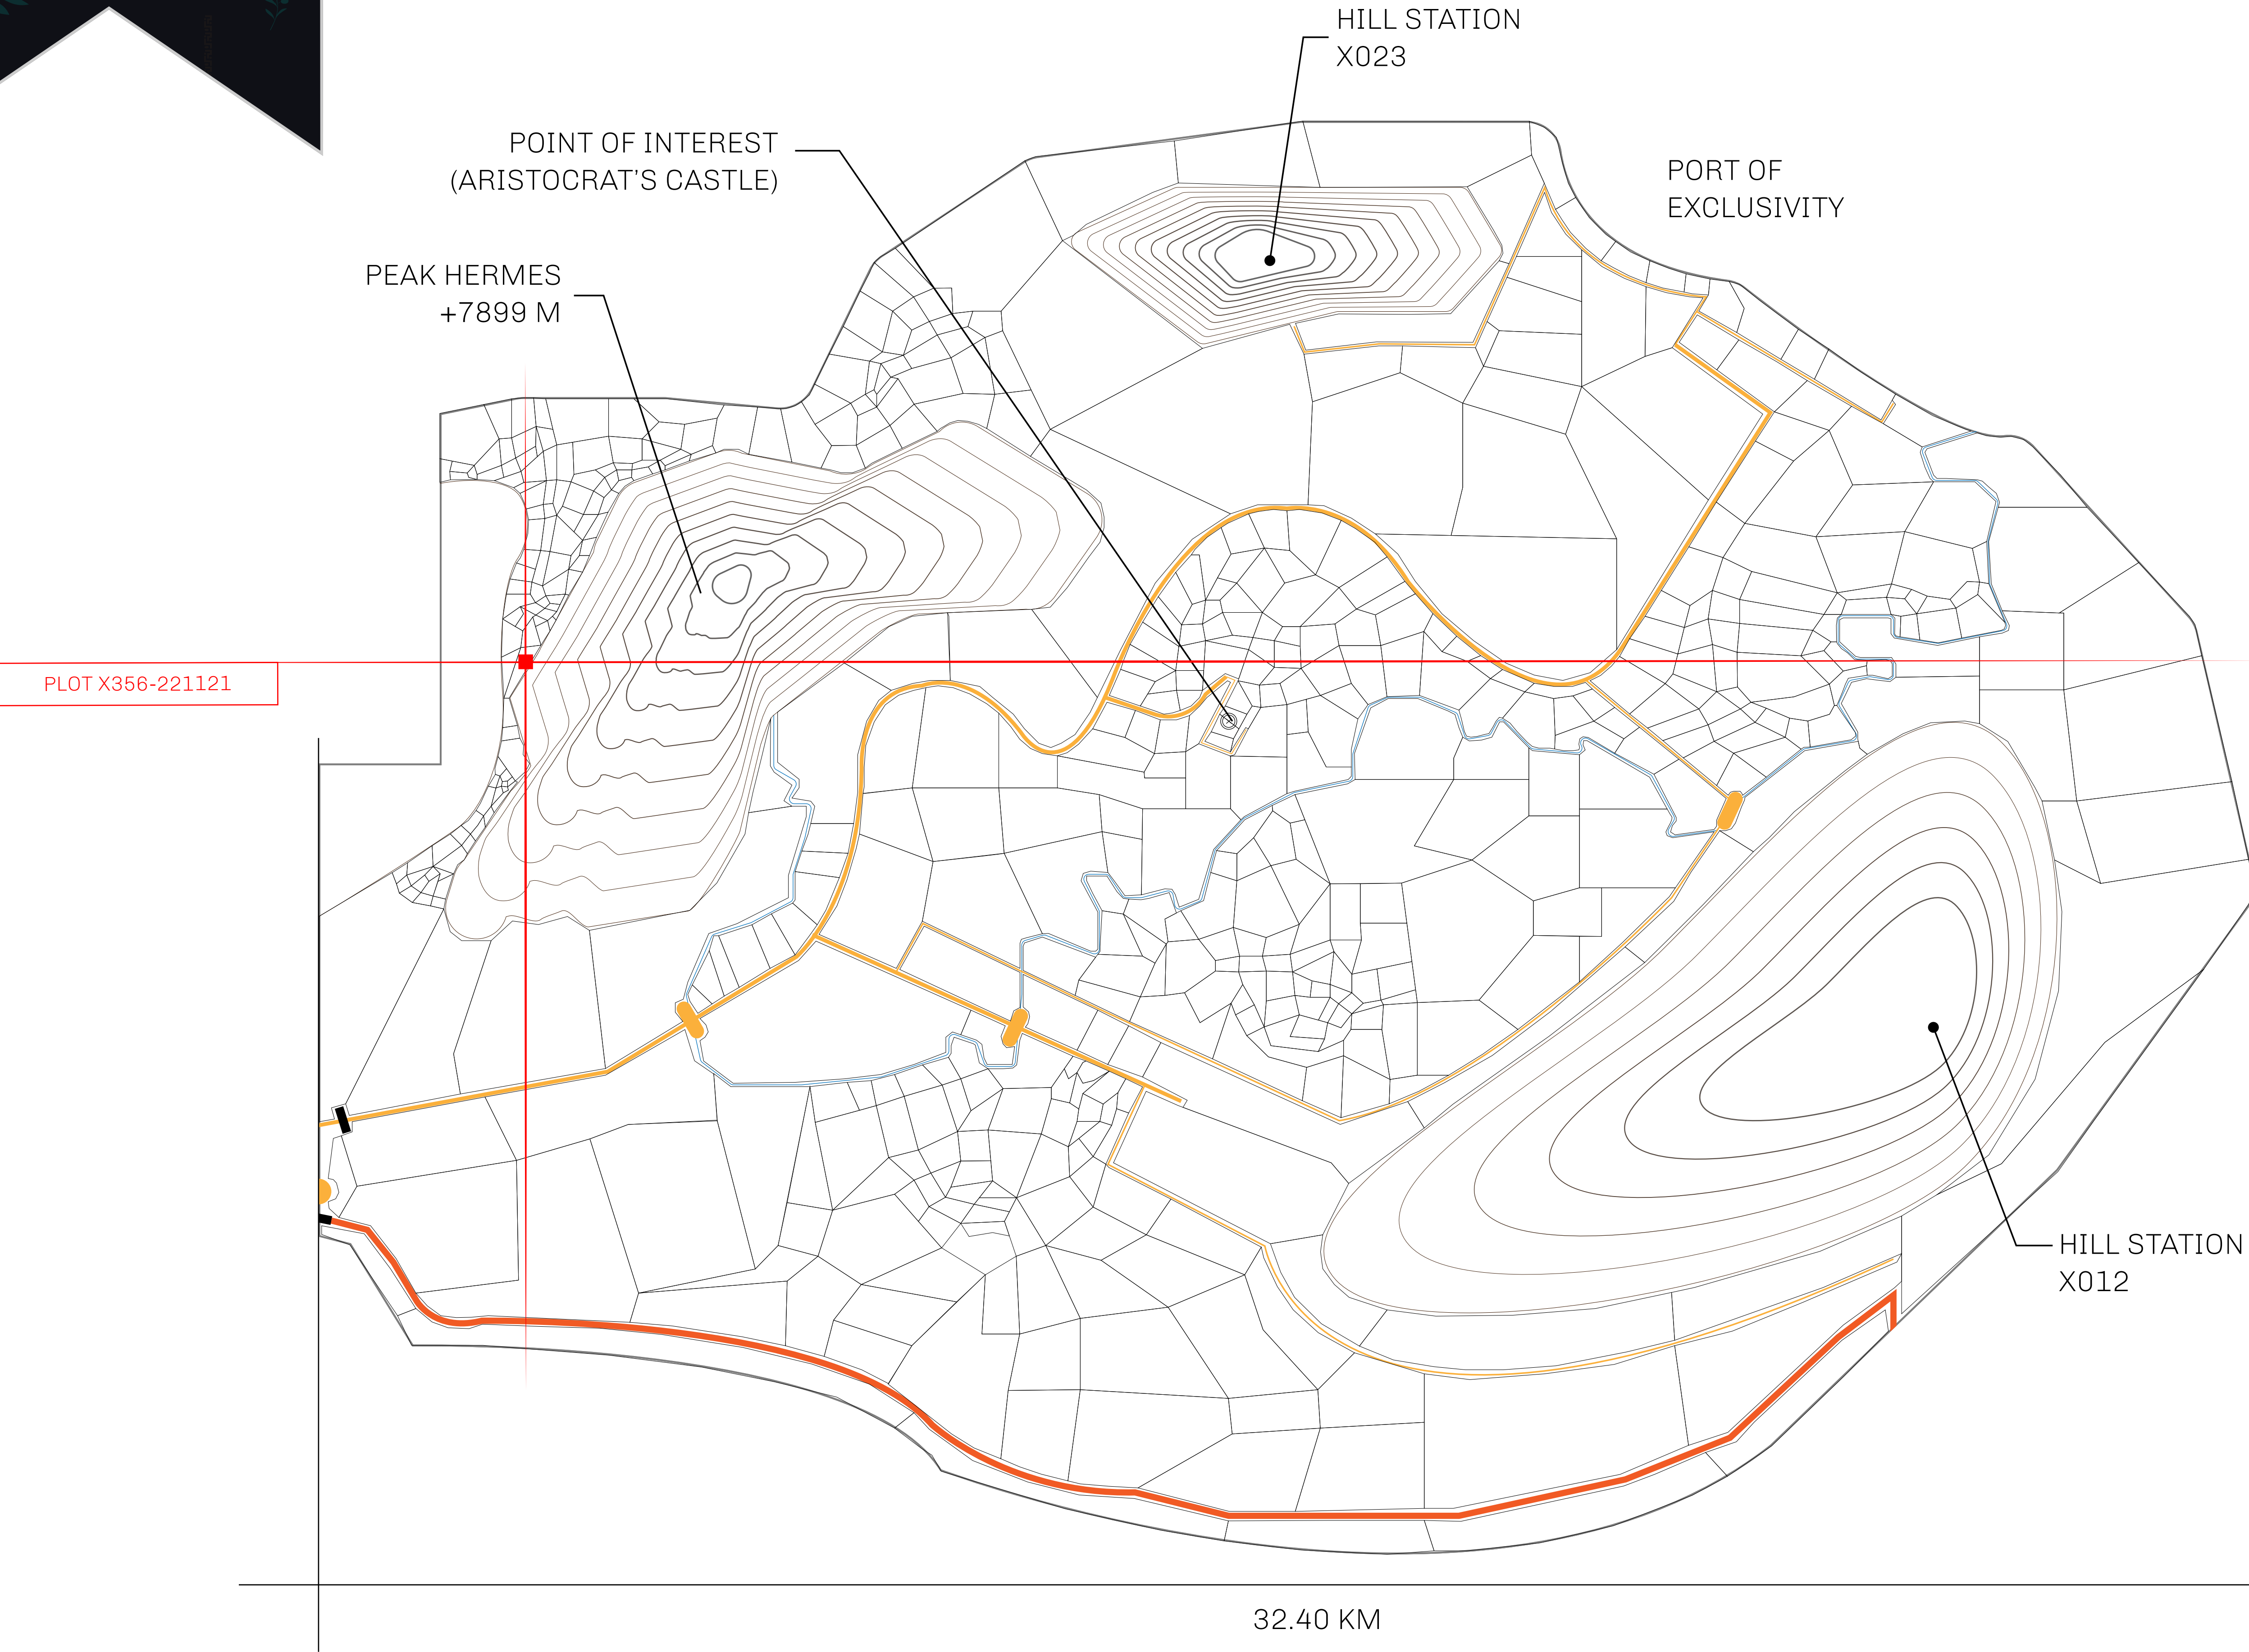 HILL STATION
X023
POINT OF INTEREST
(ARISTOCRAT'S CASTLE)
PORT OF
EXCLUSIVITY
PEAK HERMES
+7899 M
PLOT X356-221121
HILL STATION
X012
32.40 KM